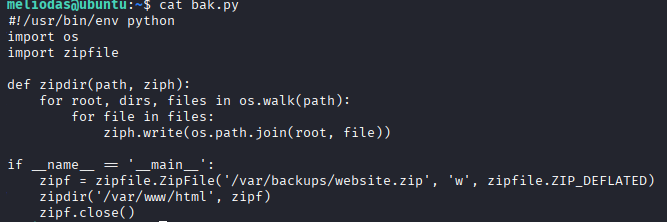 meliodas@ubuntu:~$ cat bak.py
#!/usr/bin/env python
import os
import zipfile

def zipdir(path, ziph):
    for root, dirs, files in os.walk(path):
        for file in files:
            ziph.write(os.path.join(root, file))

if __name__ == '__main__':
    zipf = zipfile.ZipFile('/var/backups/website.zip', 'w', zipfile.ZIP_DEFLATED)
    zipdir('/var/www/html', zipf)
    zipf.close()